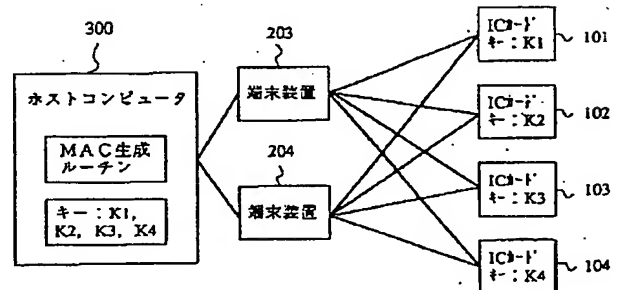 300
ホストコンピュータ
MAC生成
ルーチン
キー:K1,
K2, K3, K4
203
端末装置
204
端末装置
ICカード
キー:K1
101
ICカード
キー:K2
102
ICカード
キー:K3
103
ICカード
キー:K4
104